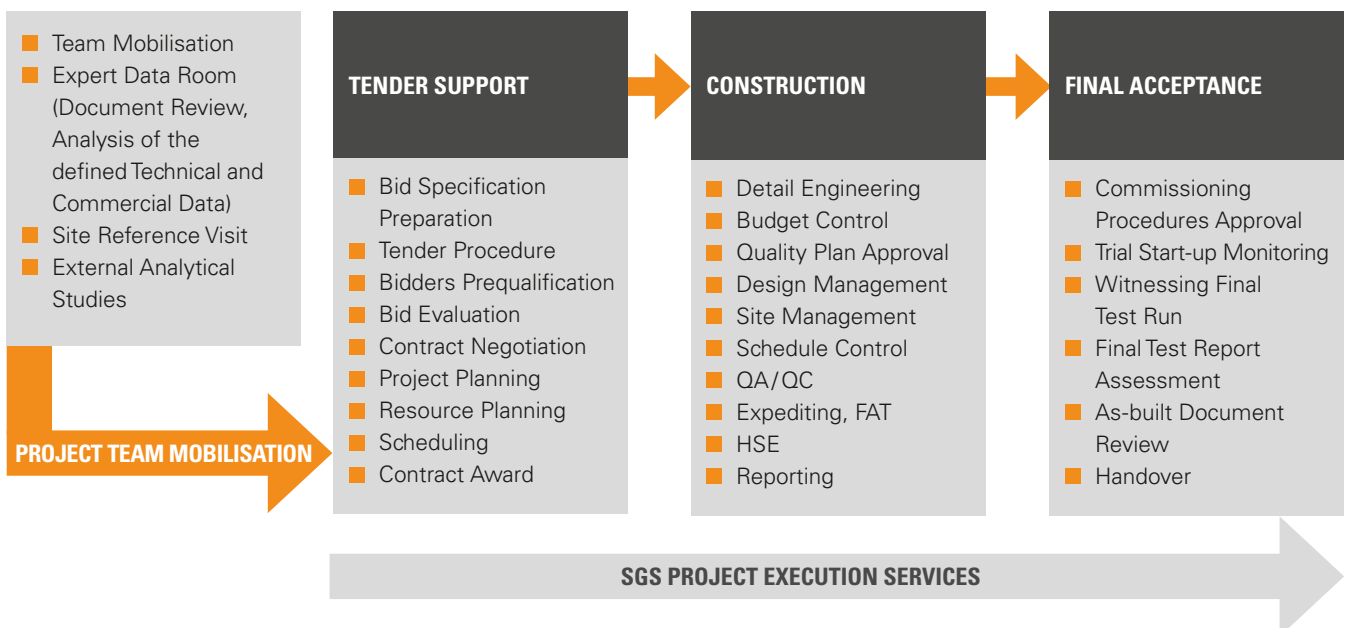 Team Mobilisation
Expert Data Room
(Document Review,
Analysis of the
defined Technical and
Commercial Data)
Site Reference Visit
External Analytical
Studies
PROJECT TEAM MOBILISATION
TENDER SUPPORT
Bid Specification
Preparation
Tender Procedure
Bidders Prequalification
Bid Evaluation
Contract Negotiation
Project Planning
Resource Planning
Scheduling
Contract Award
CONSTRUCTION
Detail Engineering
Budget Control
Quality Plan Approval
Design Management
Site Management
Schedule Control
QA/QC
Expediting, FAT
HSE
Reporting
FINAL ACCEPTANCE
Commissioning
Procedures Approval
Trial Start-up Monitoring
Witnessing Final
Test Run
Final Test Report
Assessment
As-built Document
Review
Handover
SGS PROJECT EXECUTION SERVICES